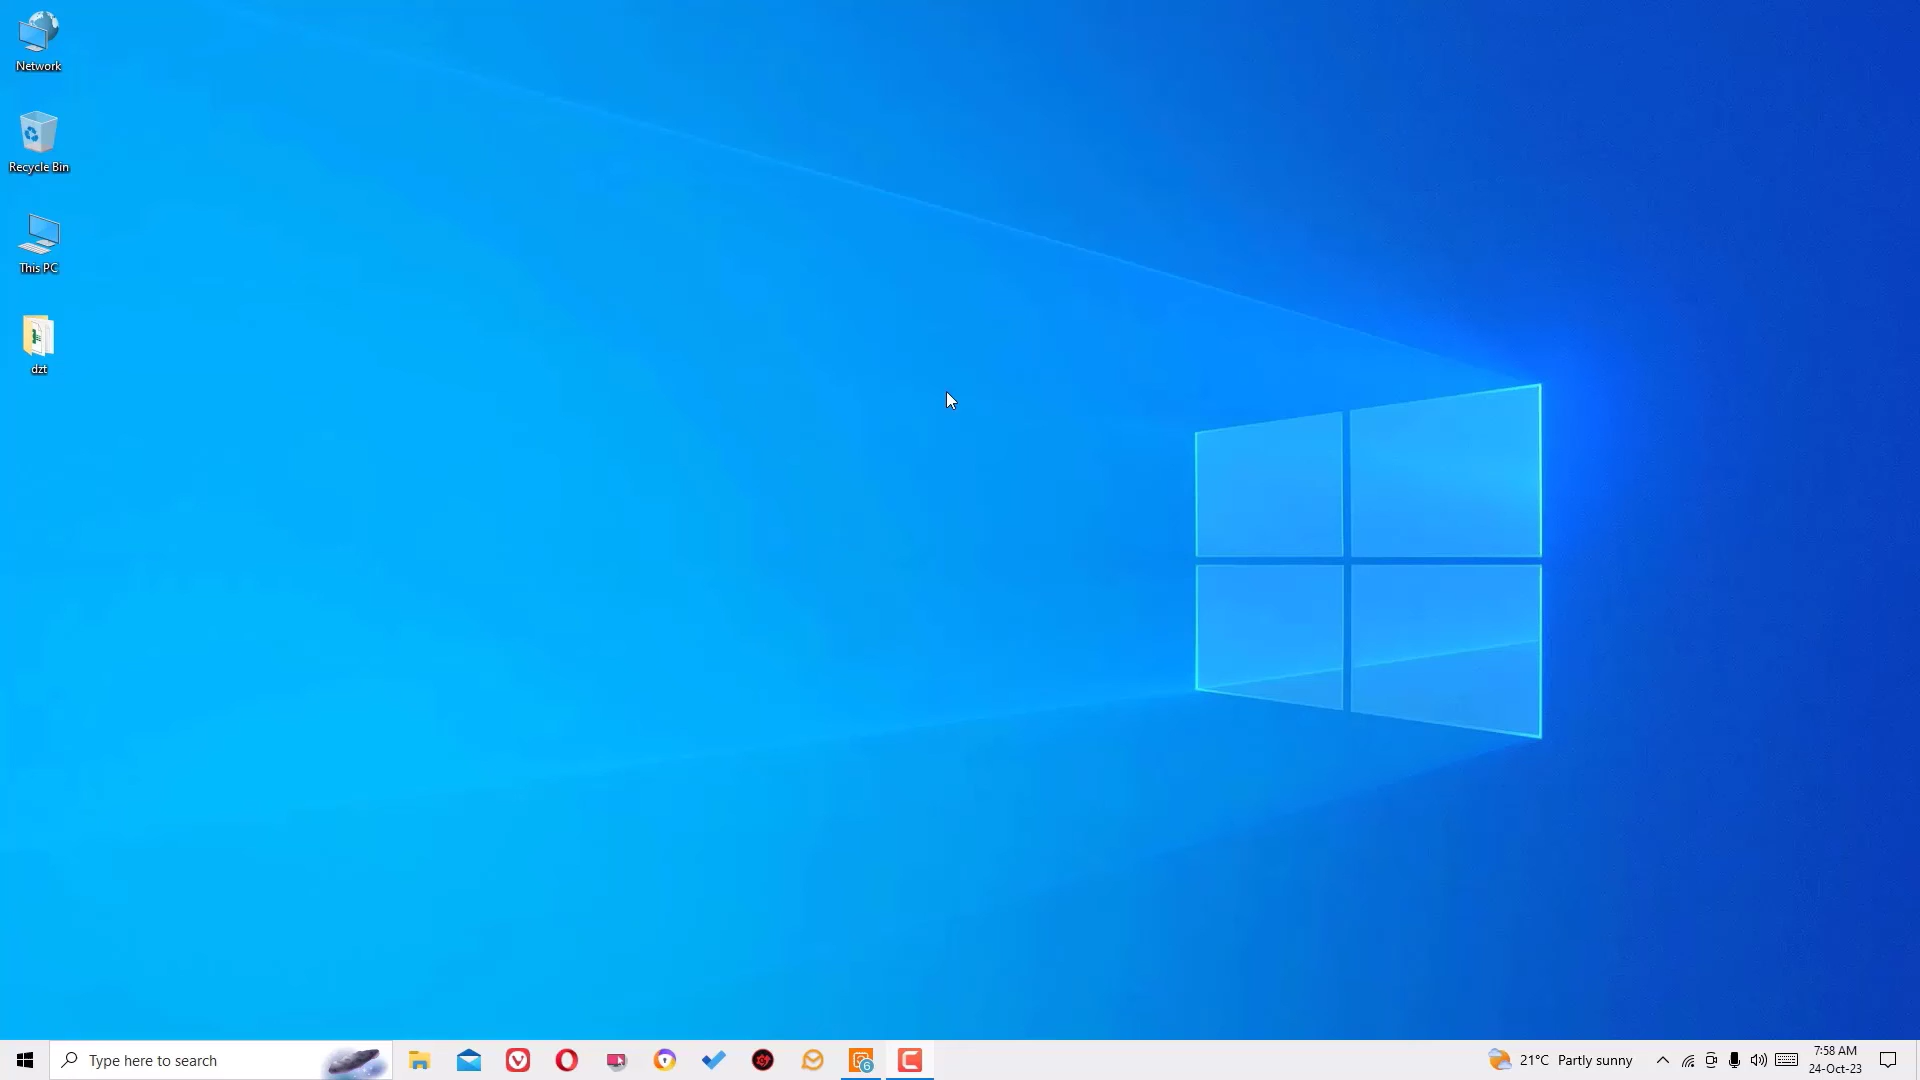 Network
Recycle Bin
This PC
dzt
Type here to search
6
21°C Partly sunny
7:58 AM
24-Oct-23